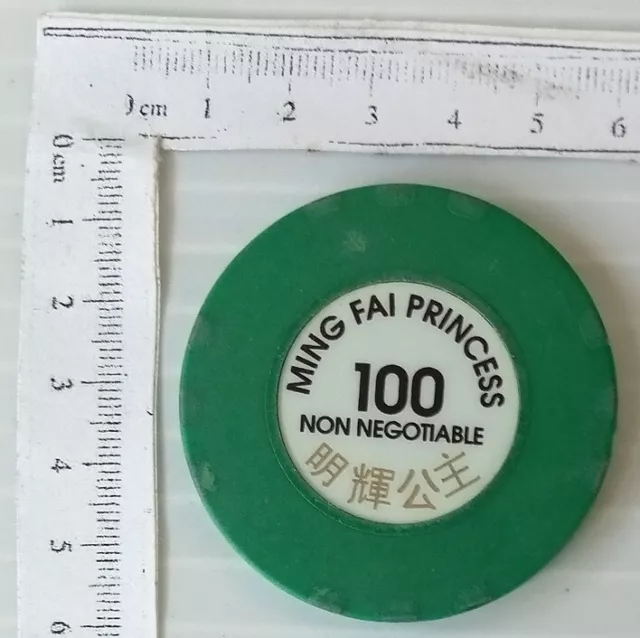 0 cm 1 2 3 4 5 6
0 cm 1 2 3 4 5 6
MING FAI PRINCESS
100
NON NEGOTIABLE
明輝公主